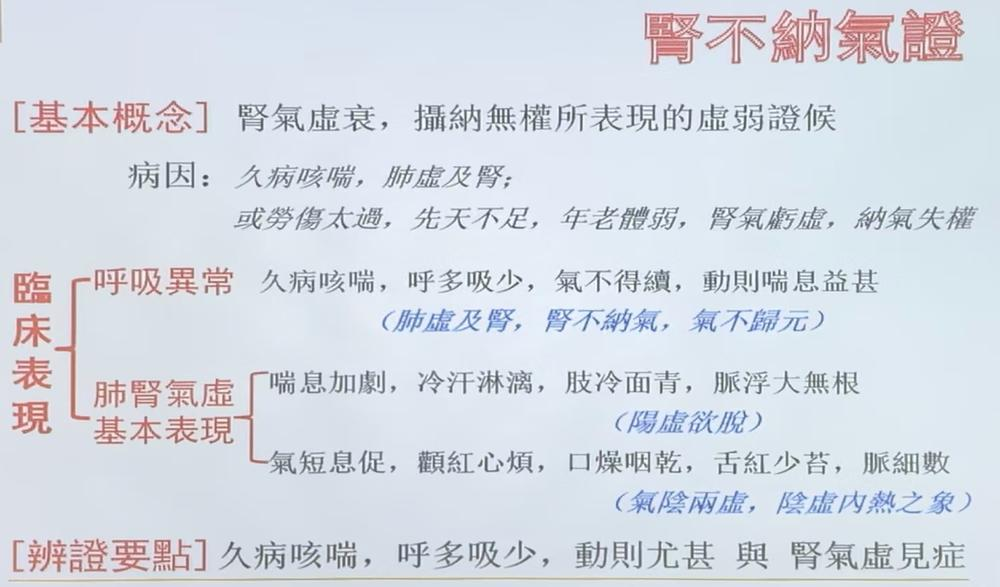 腎不納氣證
[基本概念] 腎氣虛衰，攝納無權所表現的虛弱證候
病因：久病咳喘，肺虛及腎；
或勞傷太過，先天不足，年老體弱，腎氣虧虛，納氣失權
臨床表現
呼吸異常 久病咳喘，呼多吸少，氣不得續，動則喘息益甚
（肺虛及腎，腎不納氣，氣不歸元）
肺腎氣虛
基本表現
喘息加劇，冷汗淋漓，肢冷面青，脈浮大無根
（陽虛欲脫）
氣短息促，顴紅心煩，口燥咽乾，舌紅少苔，脈細數
（氣陰兩虛，陰虛內熱之象）
[辨證要點] 久病咳喘，呼多吸少，動則尤甚 與 腎氣虛見症